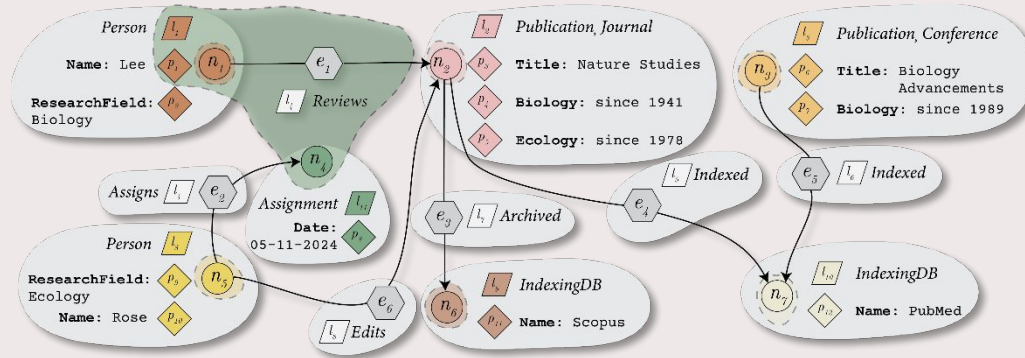 Person l₁
n₁
Name: Lee p₁
ResearchField: p₂
Biology
e₁
Reviews
n₂
l₂ Publication, Journal
p₃ Title: Nature Studies
p₄ Biology: since 1941
p₅ Ecology: since 1978
n₃
l₃ Publication, Conference
p₆ Title: Biology
Advancements
p₇ Biology: since 1989
n₄
Assignment l₁₁
Date: p₈
05-11-2024
Assigns
e₂
Person l₈
ResearchField: p₉
Ecology
Name: Rose p₁₀
n₅
e₆
l₈ Edits
e₃
l₇ Archived
n₆
l₉ IndexingDB
p₁₁ Name: Scopus
l₅ Indexed
e₄
e₅
l₆ Indexed
n₇
l₁₀ IndexingDB
p₁₂ Name: PubMed